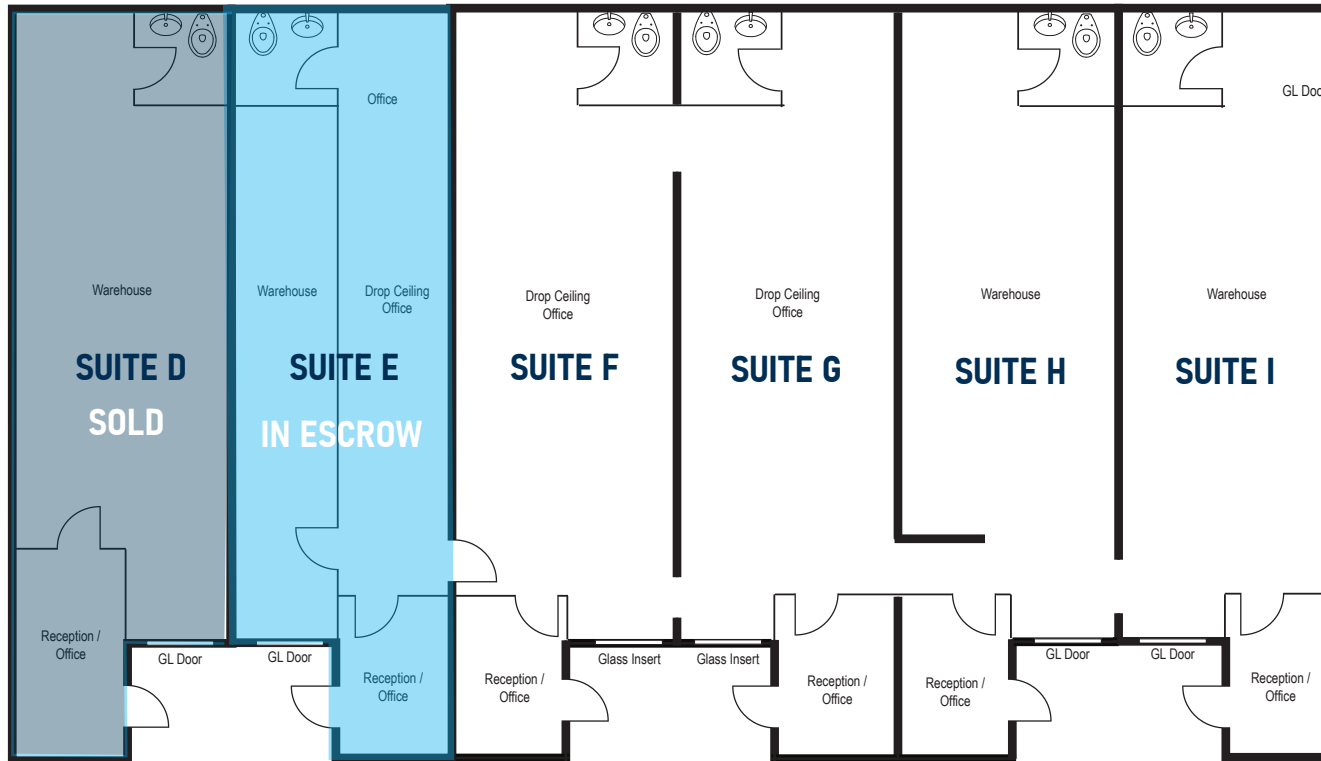 Office
GL Doo
Warehouse
Warehouse
Drop Ceiling
Office
Drop Ceiling
Office
Drop Ceiling
Office
Warehouse
Warehouse
SUITE D
SOLD
SUITE E
IN ESCROW
SUITE F
SUITE G
SUITE H
SUITE I
Reception /
Office
GL Door
GL Door
Reception /
Office
Reception /
Office
Glass Insert
Glass Insert
Reception /
Office
Reception /
Office
GL Door
GL Door
Reception /
Office